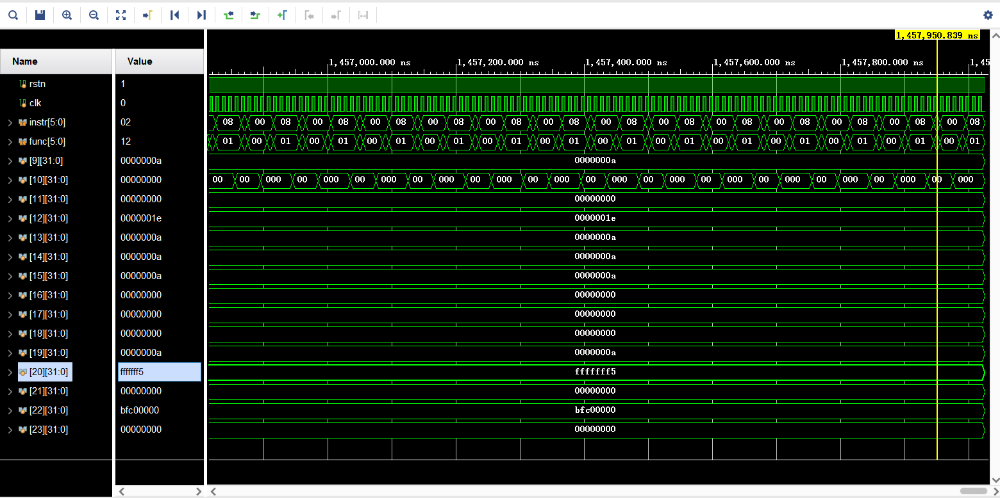 1,457,950.839 ns
Name Value
1,457,000.000 ns 1,457,200.000 ns 1,457,400.000 ns 1,457,600.000 ns 1,457,800.000 ns 1,45
rstn 1
clk 0
instr[5:0] 02 08 00 08 00 08 00 08 00 08 00 08 00 08 00 08 00 08 00 08 00 08 00 08 00 08 00 08
func[5:0] 12 01 00 01 00 01 00 01 00 01 00 01 00 01 00 01 00 01 00 01 00 01 00 01 00 01 00 01
[9][31:0] 0000000a 0000000a
[10][31:0] 00000000 00 00 000 00 000 00 000 00 000 00 000 00 000 00 000 00 000 00 000 00 000 00 000 00 000 00 000
[11][31:0] 00000000 00000000
[12][31:0] 0000001e 0000001e
[13][31:0] 0000000a 0000000a
[14][31:0] 0000000a 0000000a
[15][31:0] 0000000a 0000000a
[16][31:0] 00000000 00000000
[17][31:0] 00000000 00000000
[18][31:0] 00000000 00000000
[19][31:0] 0000000a 0000000a
[20][31:0] fffffff5 fffffff5
[21][31:0] 00000000 00000000
[22][31:0] bfc00000 bfc00000
[23][31:0] 00000000 00000000